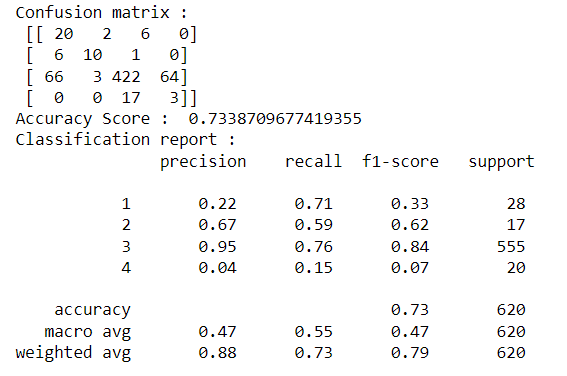 Confusion matrix :
[[ 20 2 6 0]
[ 6 10 1 0]
[ 66 3 422 64]
[ 0 0 17 3]]
Accuracy Score : 0.7338709677419355
Classification report :
precision recall f1-score support
1 0.22 0.71 0.33 28
2 0.67 0.59 0.62 17
3 0.95 0.76 0.84 555
4 0.04 0.15 0.07 20
accuracy 0.73 620
macro avg 0.47 0.55 0.47 620
weighted avg 0.88 0.73 0.79 620